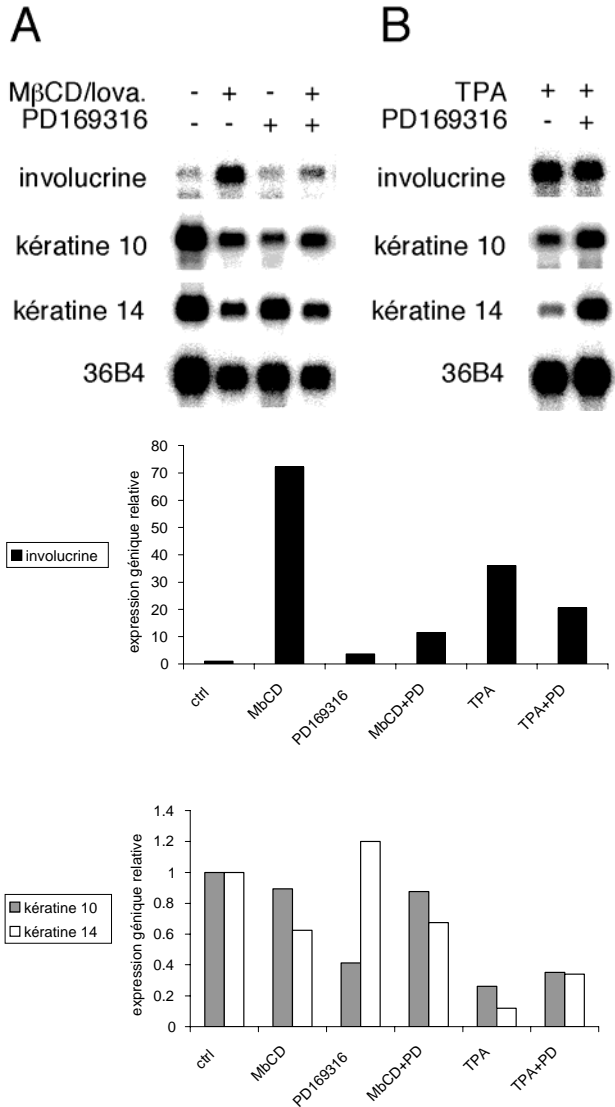 A
B
MβCD/lova. - + - +
PD169316 - - + +
involucrine
kératine 10
kératine 14
36B4
TPA + +
PD169316 - +
involucrine
kératine 10
kératine 14
36B4
involucrine
expression génique relative
80
70
60
50
40
30
20
10
0
ctrl
MbCD
PD169316
MbCD+PD
TPA
TPA+PD
kératine 10
kératine 14
expression génique relative
1.4
1.2
1
0.8
0.6
0.4
0.2
0
ctrl
MbCD
PD169316
MbCD+PD
TPA
TPA+PD